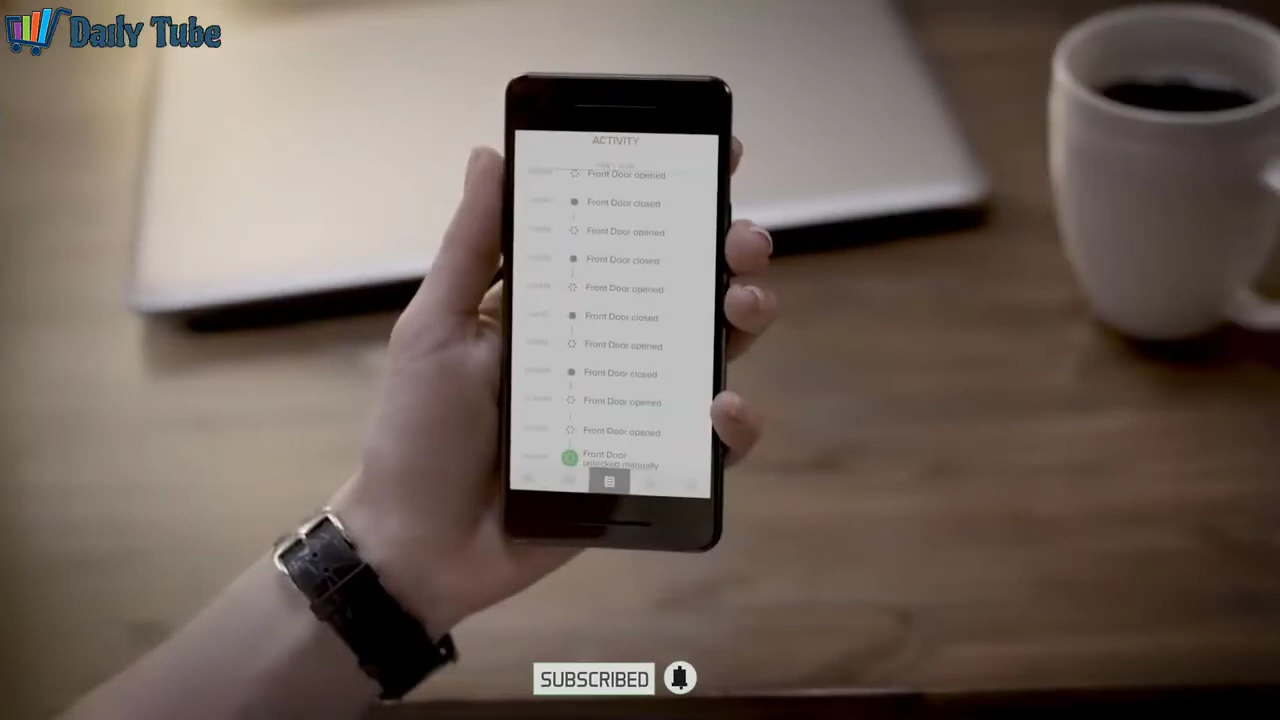 Daily Tube
ACTIVITY
Front Door opened
Front Door closed
Front Door opened
Front Door closed
Front Door opened
Front Door closed
Front Door opened
Front Door closed
Front Door opened
Front Door opened
Front Door
unlocked manually
SUBSCRIBED